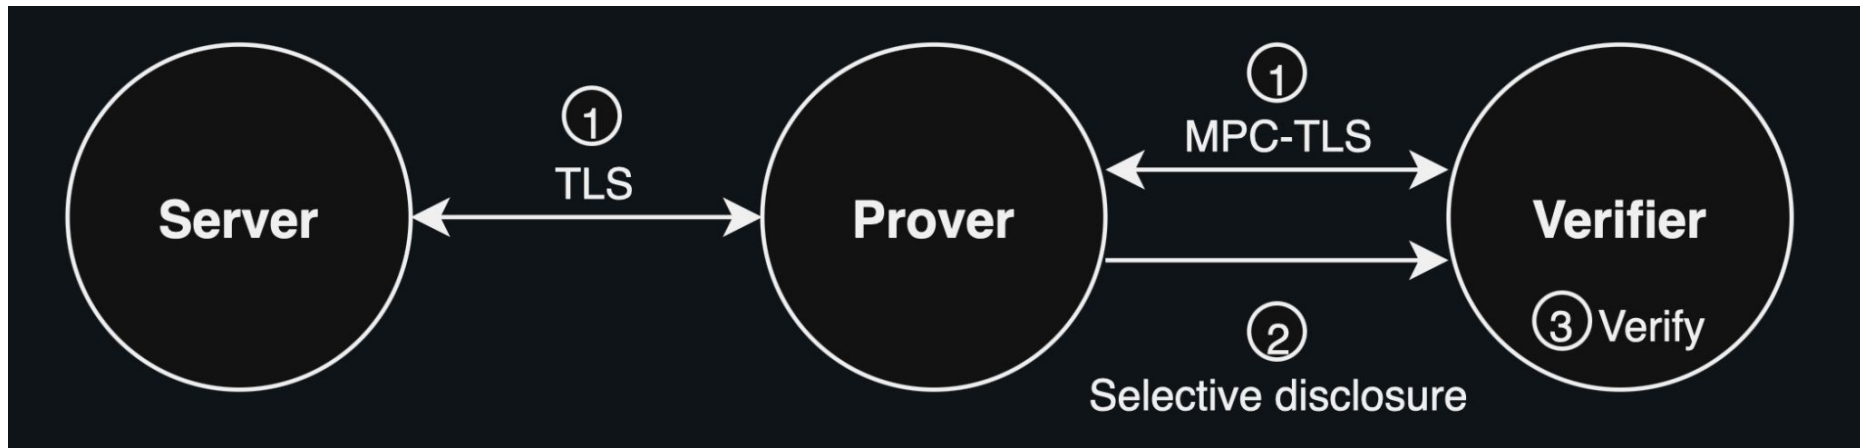 Server
1
TLS
Prover
1
MPC-TLS
2
Selective disclosure
Verifier
3 Verify